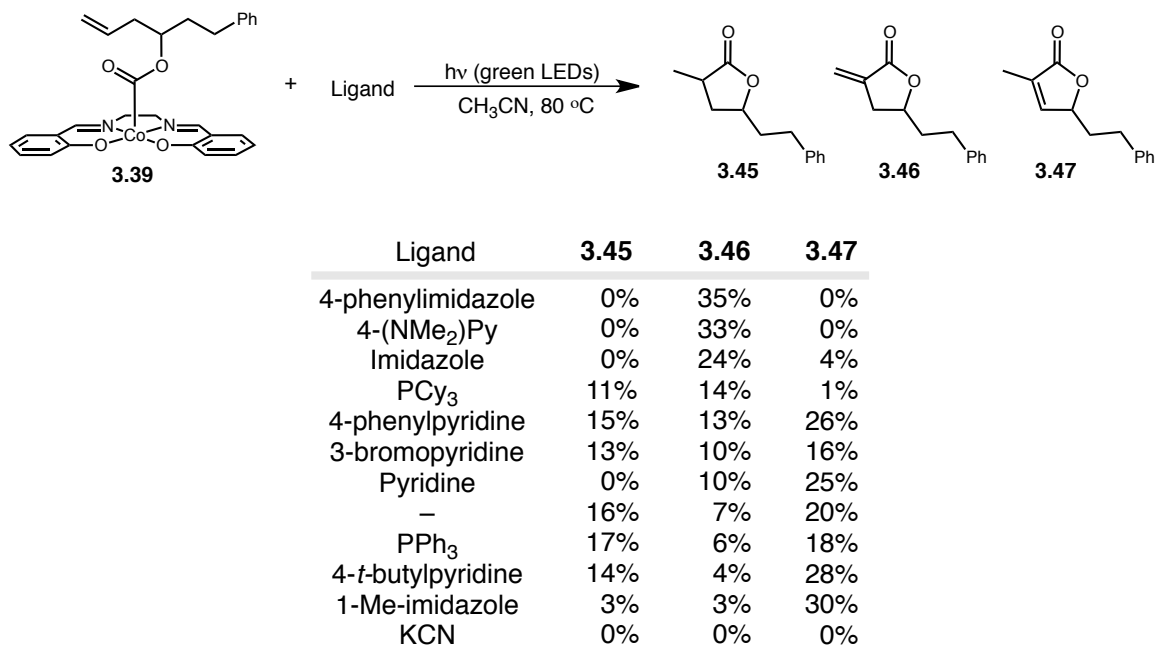 Ph
O
O
N N
Co
O O
3.39
+
Ligand
hν (green LEDs)
CH₃CN, 80 °C
O
O
Ph
3.45
O
O
Ph
3.46
O
O
Ph
3.47
Ligand 3.45 3.46 3.47
4-phenylimidazole 0% 35% 0%
4-(NMe₂)Py 0% 33% 0%
Imidazole 0% 24% 4%
PCy₃ 11% 14% 1%
4-phenylpyridine 15% 13% 26%
3-bromopyridine 13% 10% 16%
Pyridine 0% 10% 25%
– 16% 7% 20%
PPh₃ 17% 6% 18%
4-t-butylpyridine 14% 4% 28%
1-Me-imidazole 3% 3% 30%
KCN 0% 0% 0%